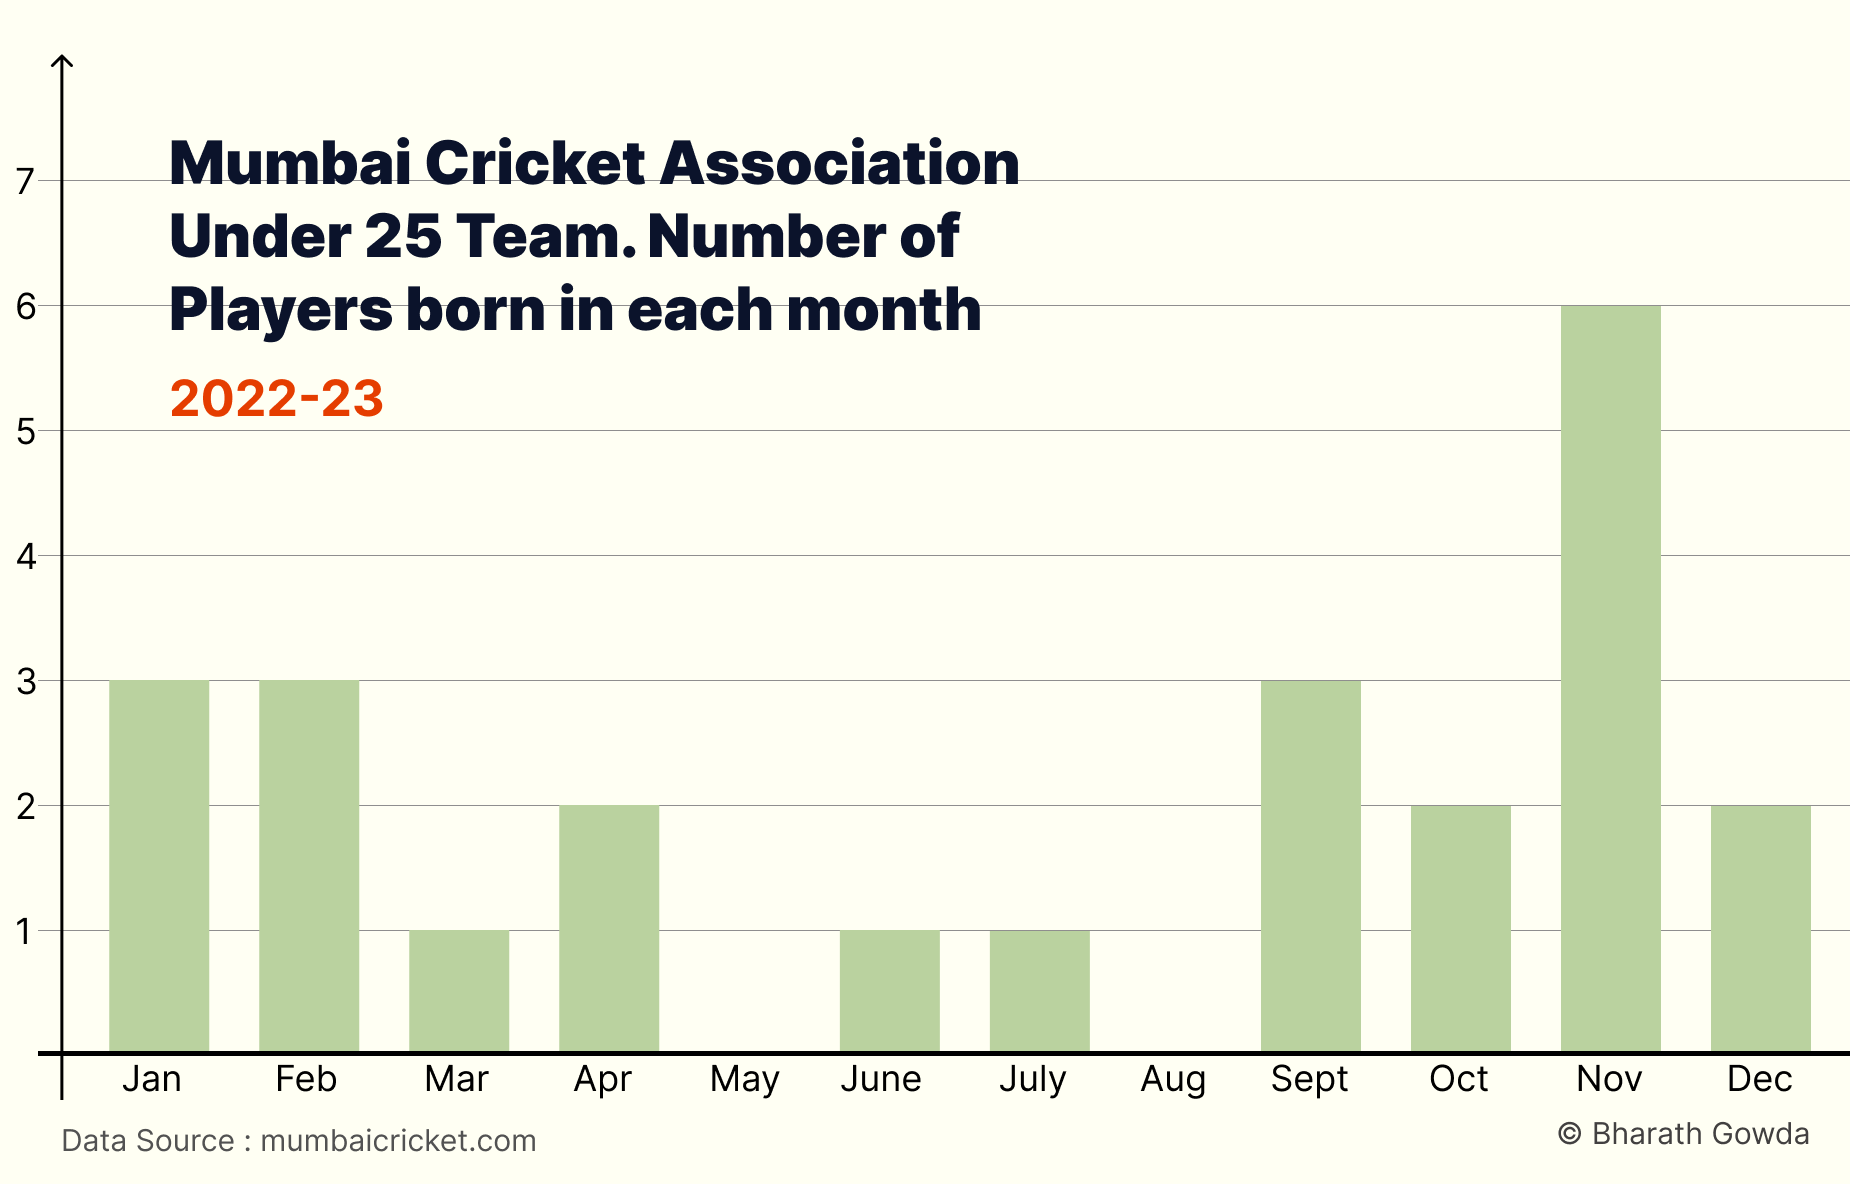 Mumbai Cricket Association
Under 25 Team. Number of
Players born in each month
2022-23
7
6
5
4
3
2
1
Jan Feb Mar Apr May June July Aug Sept Oct Nov Dec
Data Source : mumbaicricket.com
© Bharath Gowda